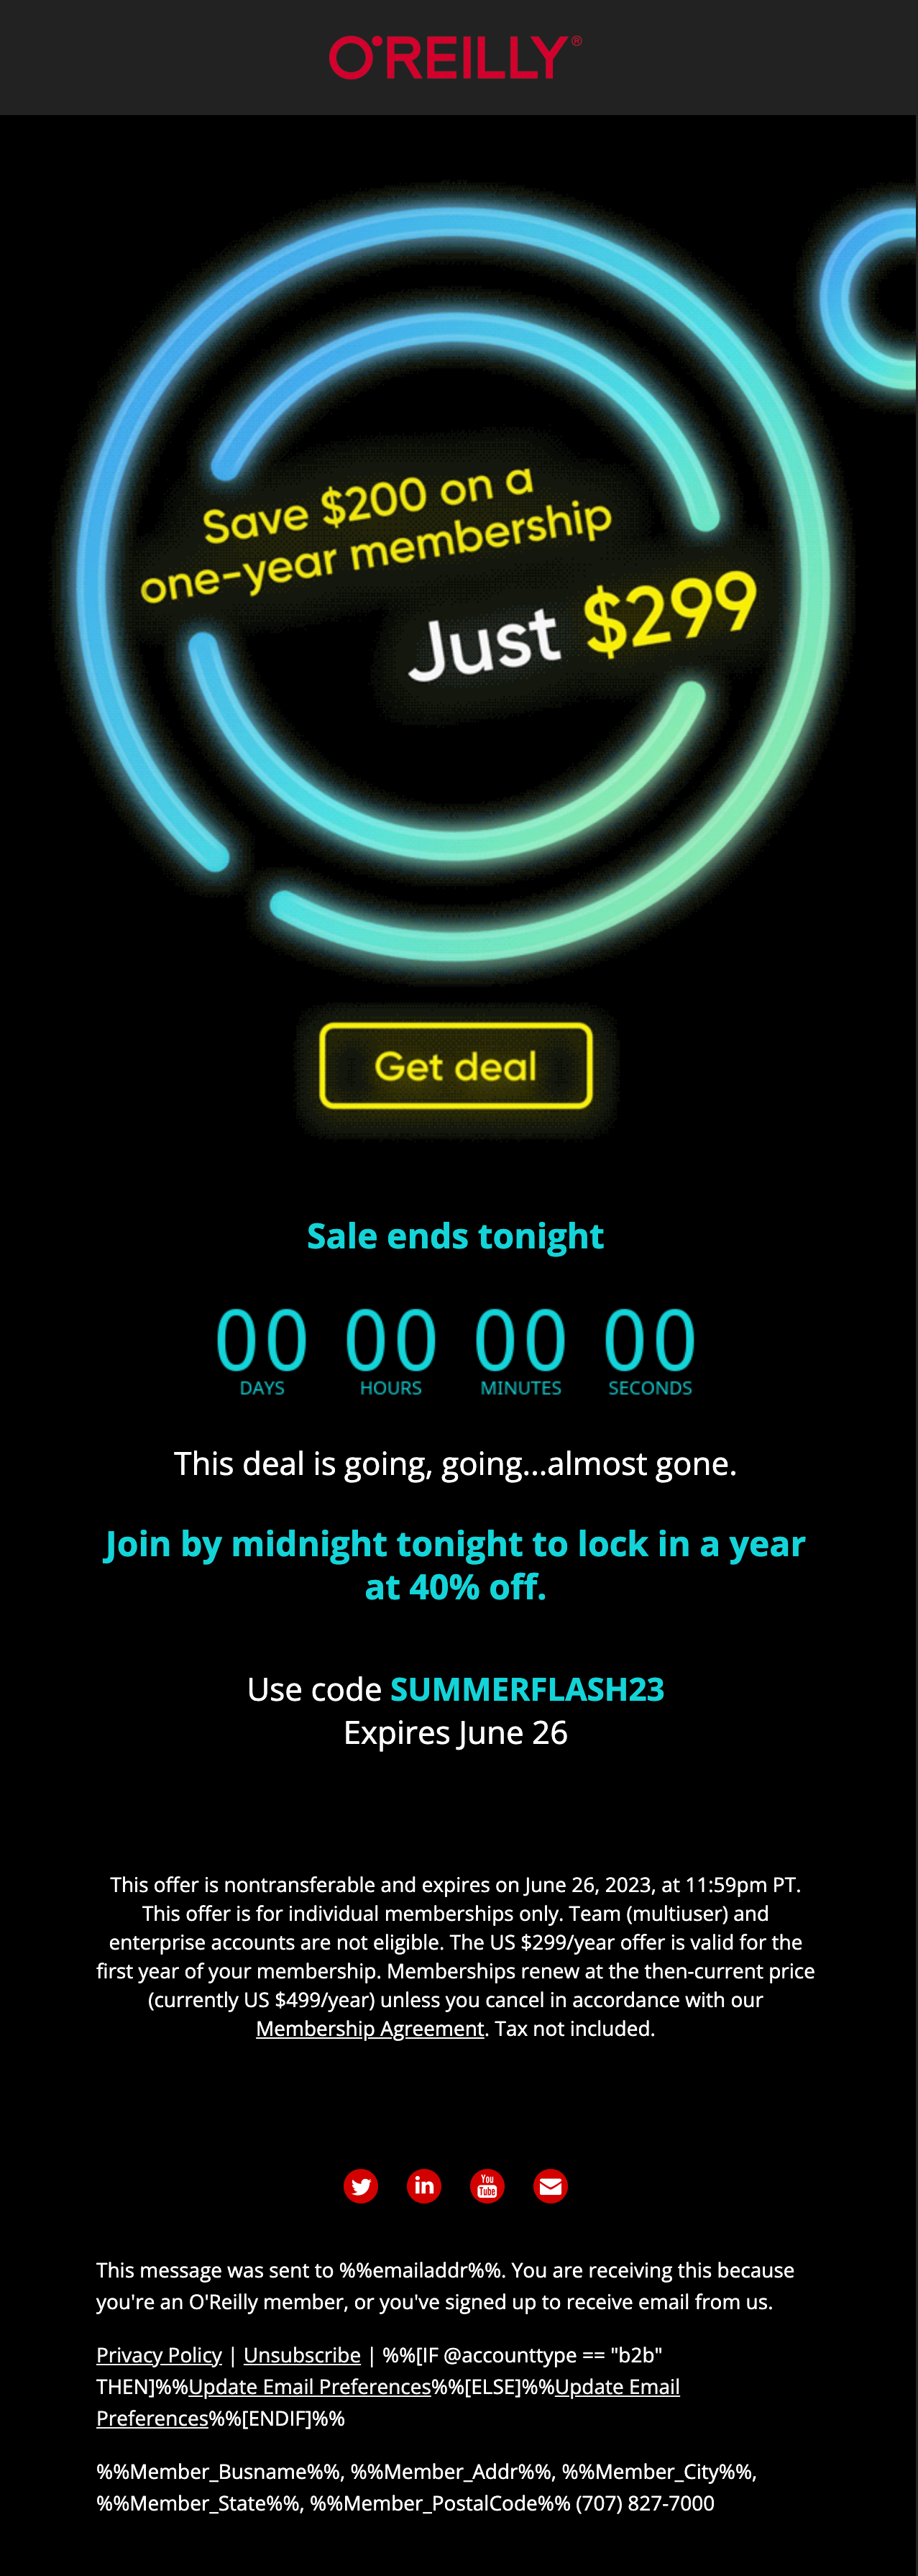 O'REILLY®
Save $200 on a
one-year membership
Just $299
Get deal
Sale ends tonight
00 00 00 00
DAYS HOURS MINUTES SECONDS
This deal is going, going...almost gone.
Join by midnight tonight to lock in a year
at 40% off.
Use code SUMMERFLASH23
Expires June 26
This offer is nontransferable and expires on June 26, 2023, at 11:59pm PT.
This offer is for individual memberships only. Team (multiuser) and
enterprise accounts are not eligible. The US $299/year offer is valid for the
first year of your membership. Memberships renew at the then-current price
(currently US $499/year) unless you cancel in accordance with our
Membership Agreement. Tax not included.
in You Tube
This message was sent to %%emailaddr%%. You are receiving this because
you're an O'Reilly member, or you've signed up to receive email from us.
Privacy Policy | Unsubscribe | %%[IF @accounttype == "b2b"
THEN]%%Update Email Preferences%%[ELSE]%%Update Email
Preferences%%[ENDIF]%%
%%Member_Busname%%, %%Member_Addr%%, %%Member_City%%,
%%Member_State%%, %%Member_PostalCode%% (707) 827-7000